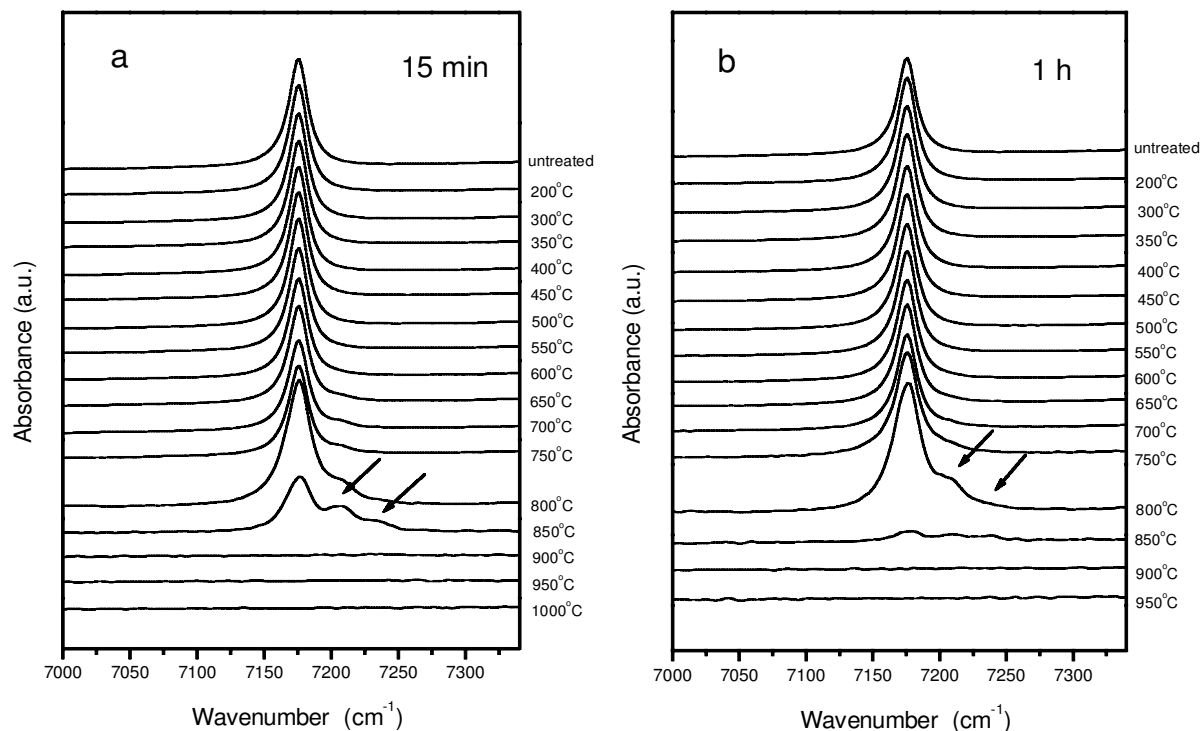 a
15 min
untreated
200°C
300°C
350°C
400°C
450°C
500°C
550°C
600°C
650°C
700°C
750°C
800°C
850°C
900°C
950°C
1000°C
Absorbance (a.u.)
7000 7050 7100 7150 7200 7250 7300
Wavenumber (cm⁻¹)
b
1 h
untreated
200°C
300°C
350°C
400°C
450°C
500°C
550°C
600°C
650°C
700°C
750°C
800°C
850°C
900°C
950°C
Absorbance (a.u.)
7000 7050 7100 7150 7200 7250 7300
Wavenumber (cm⁻¹)